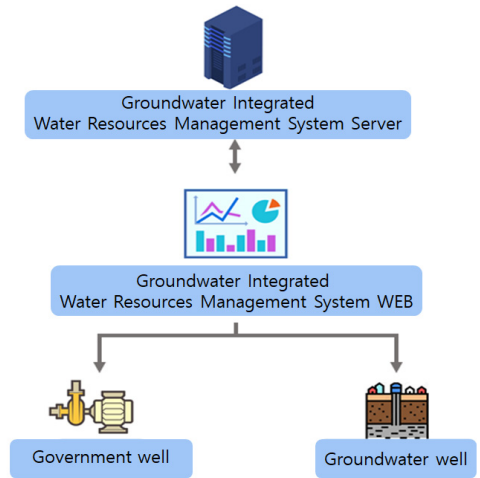 Groundwater Integrated
Water Resources Management System Server
Groundwater Integrated
Water Resources Management System WEB
Government well
Groundwater well